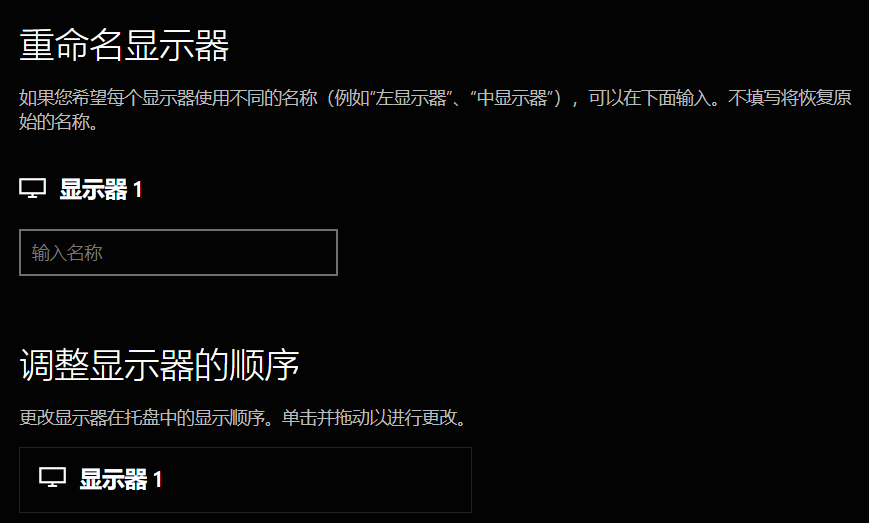 重命名显示器
如果您希望每个显示器使用不同的名称（例如“左显示器”、“中显示器”），可以在下面输入。不填写将恢复原
始的名称。
显示器 1
输入名称
调整显示器的顺序
更改显示器在托盘中的显示顺序。单击并拖动以进行更改。
显示器 1